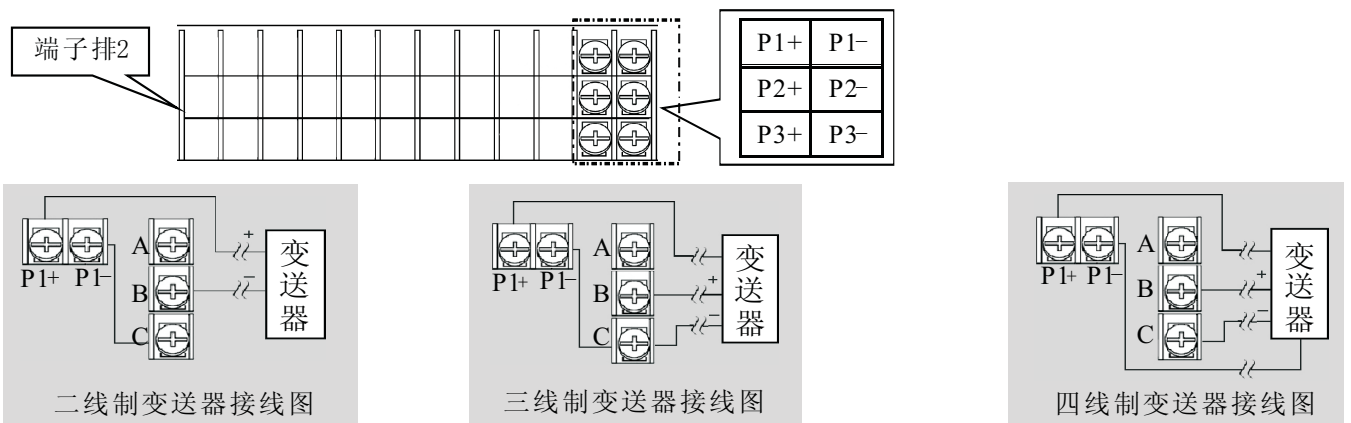 端子排2
P1+ P1-
P2+ P2-
P3+ P3-
+
A
P1+ P1-
B
-
C
变送器
二线制变送器接线图
A
P1+ P1-
B
+
C
-
变送器
三线制变送器接线图
A
P1+ P1-
B
+
C
-
变送器
四线制变送器接线图